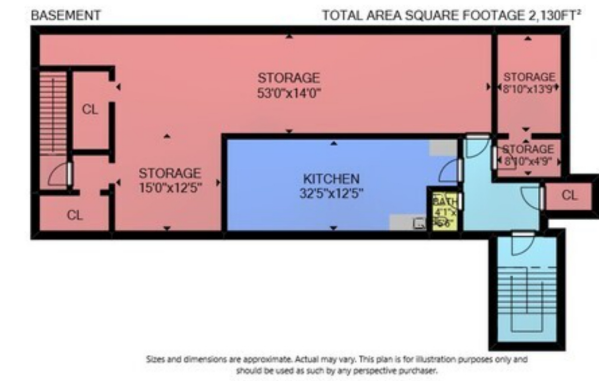 BASEMENT
TOTAL AREA SQUARE FOOTAGE 2,130FT²
STORAGE
53'0"x14'0"
STORAGE
8'10"x13'9"
CL
STORAGE
8'10"x4'9"
STORAGE
15'0"x12'5"
KITCHEN
32'5"x12'5"
CL
BATH
4'1"x
CL
Sizes and dimensions are approximate. Actual may vary. This plan is for illustration purposes only and
should be used as such by any perspective purchaser.